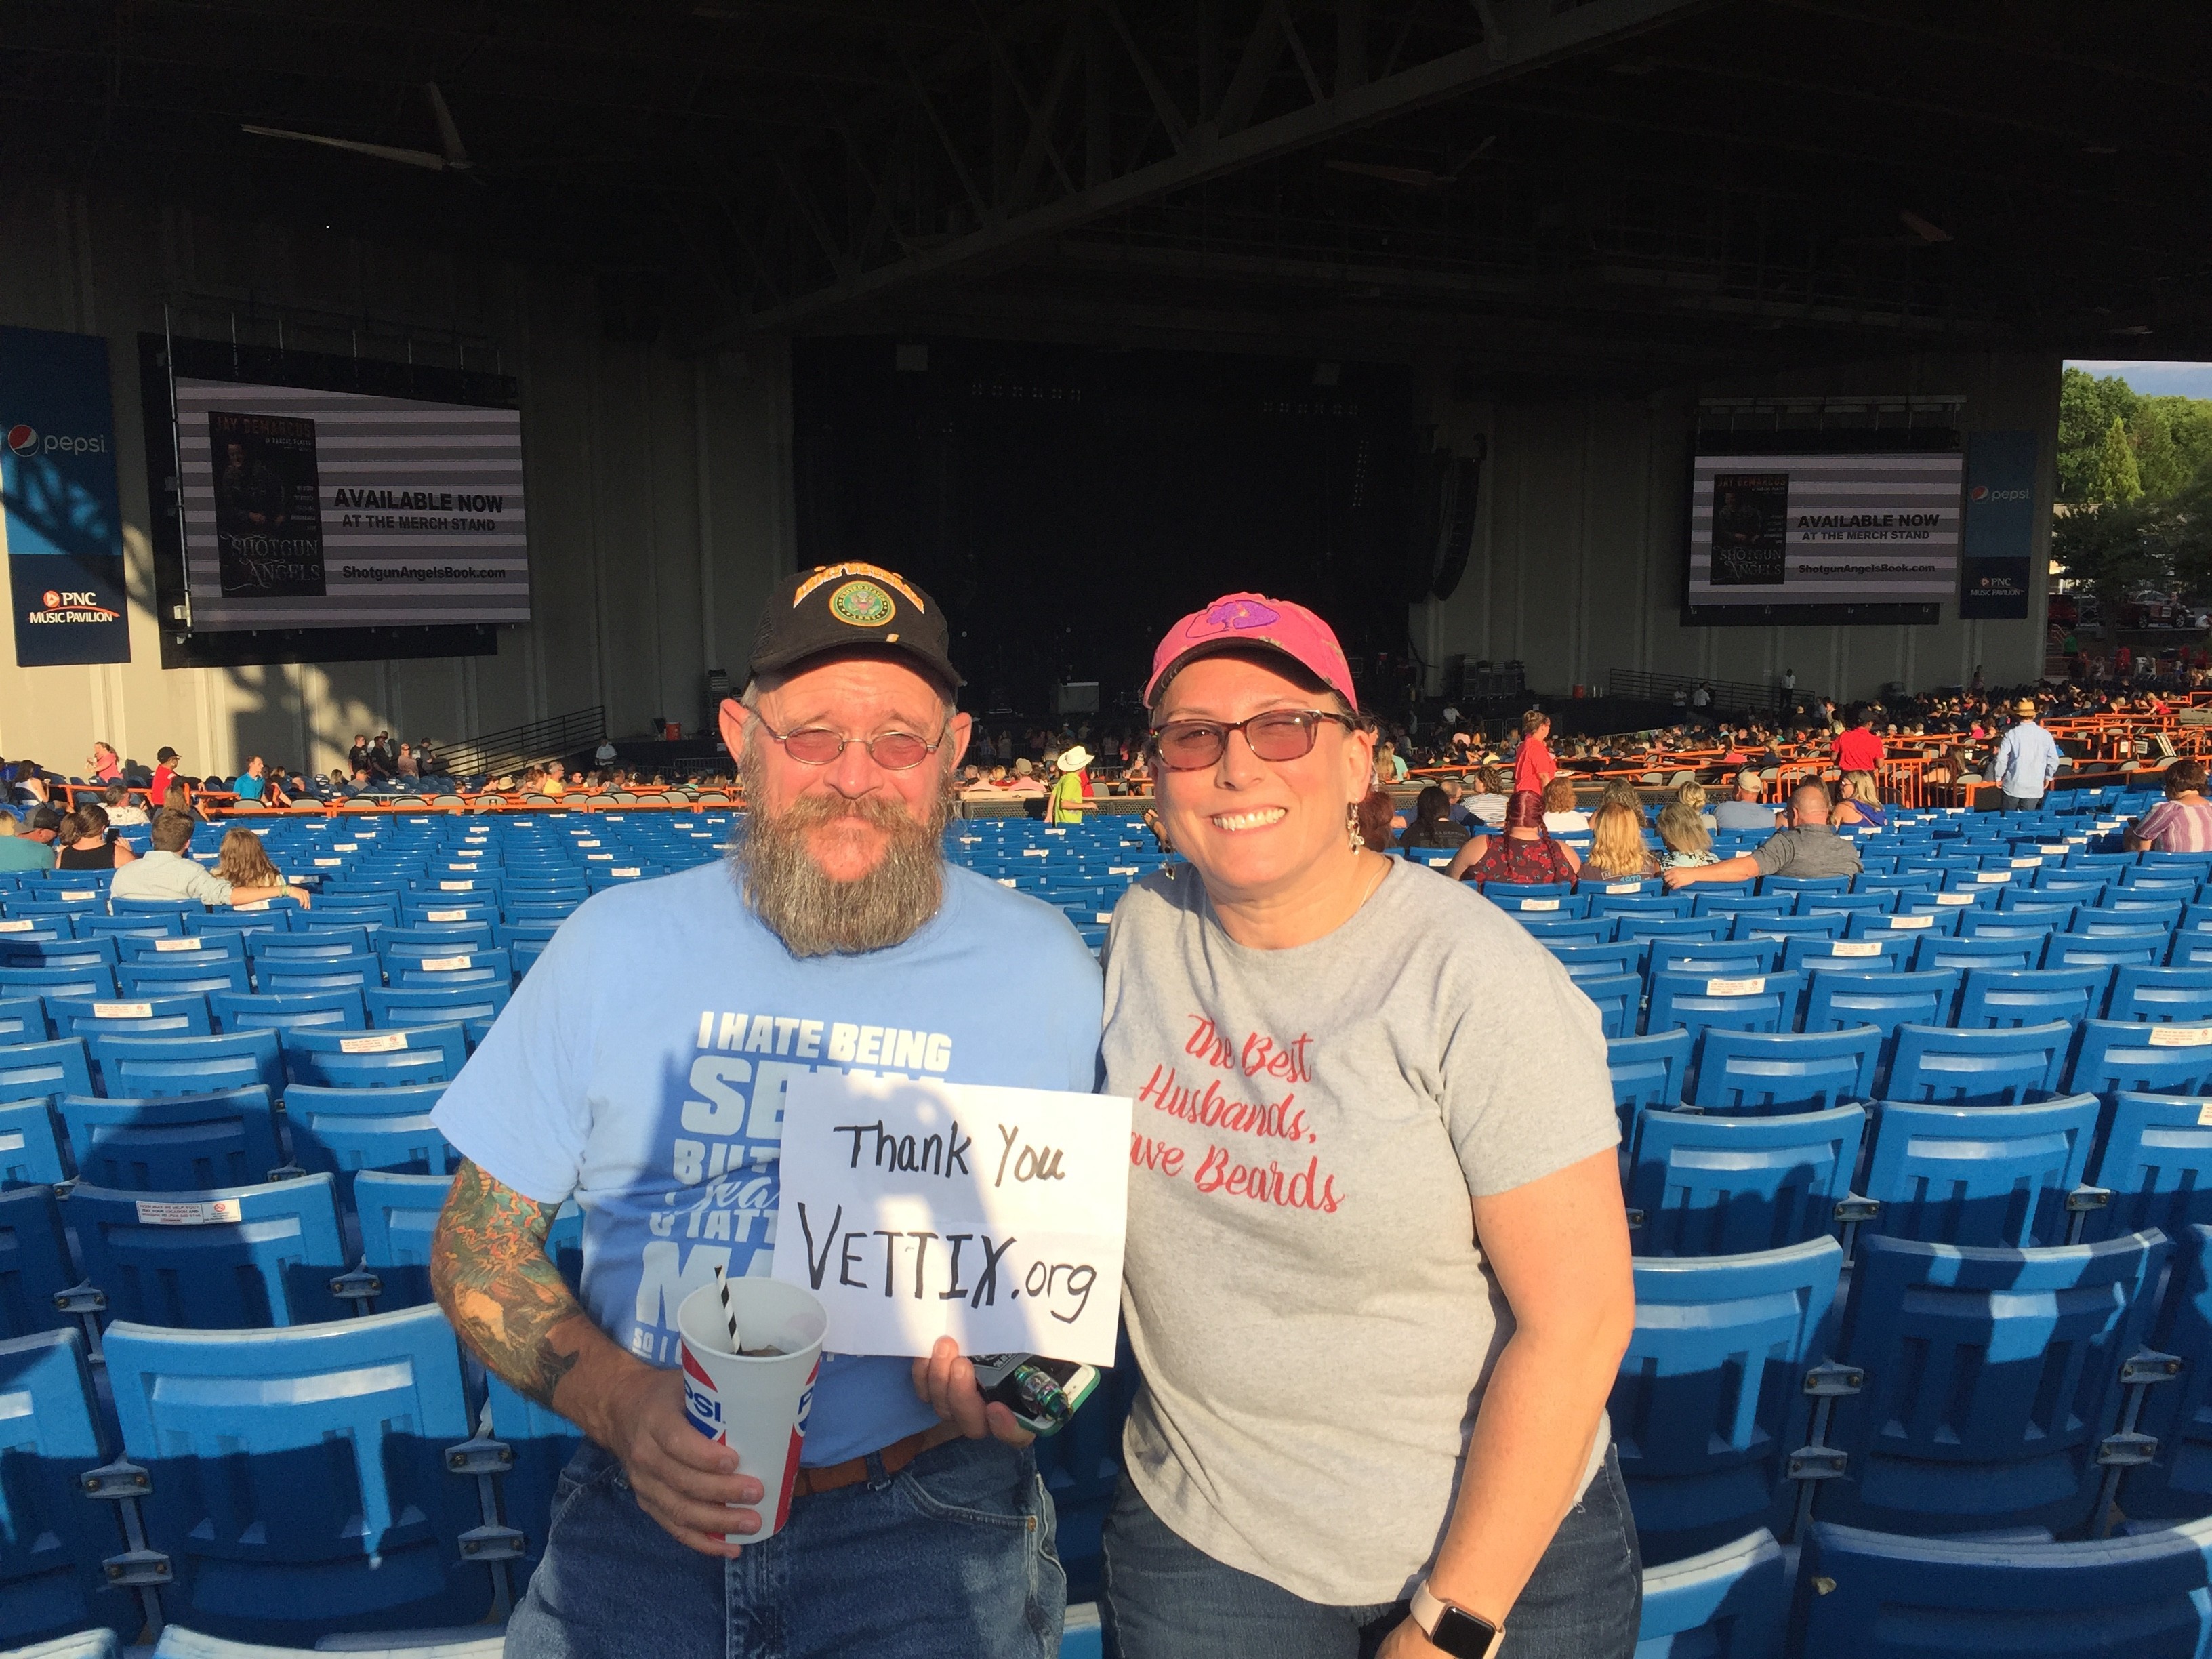 pepsi
PNC
MUSIC PAVILION
JAY DEMARCUS
SHOTGUN
ANGELS
AVAILABLE NOW
AT THE MERCH STAND
ShotgunAngelsBook.com
JAY DEMARCUS
SHOTGUN
ANGELS
AVAILABLE NOW
AT THE MERCH STAND
ShotgunAngelsBook.com
pepsi
PNC
MUSIC PAVILION
I HATE BEING
BUT
Thank You
VETTIX.org
The Best
Husbands,
ave Beards
PSI